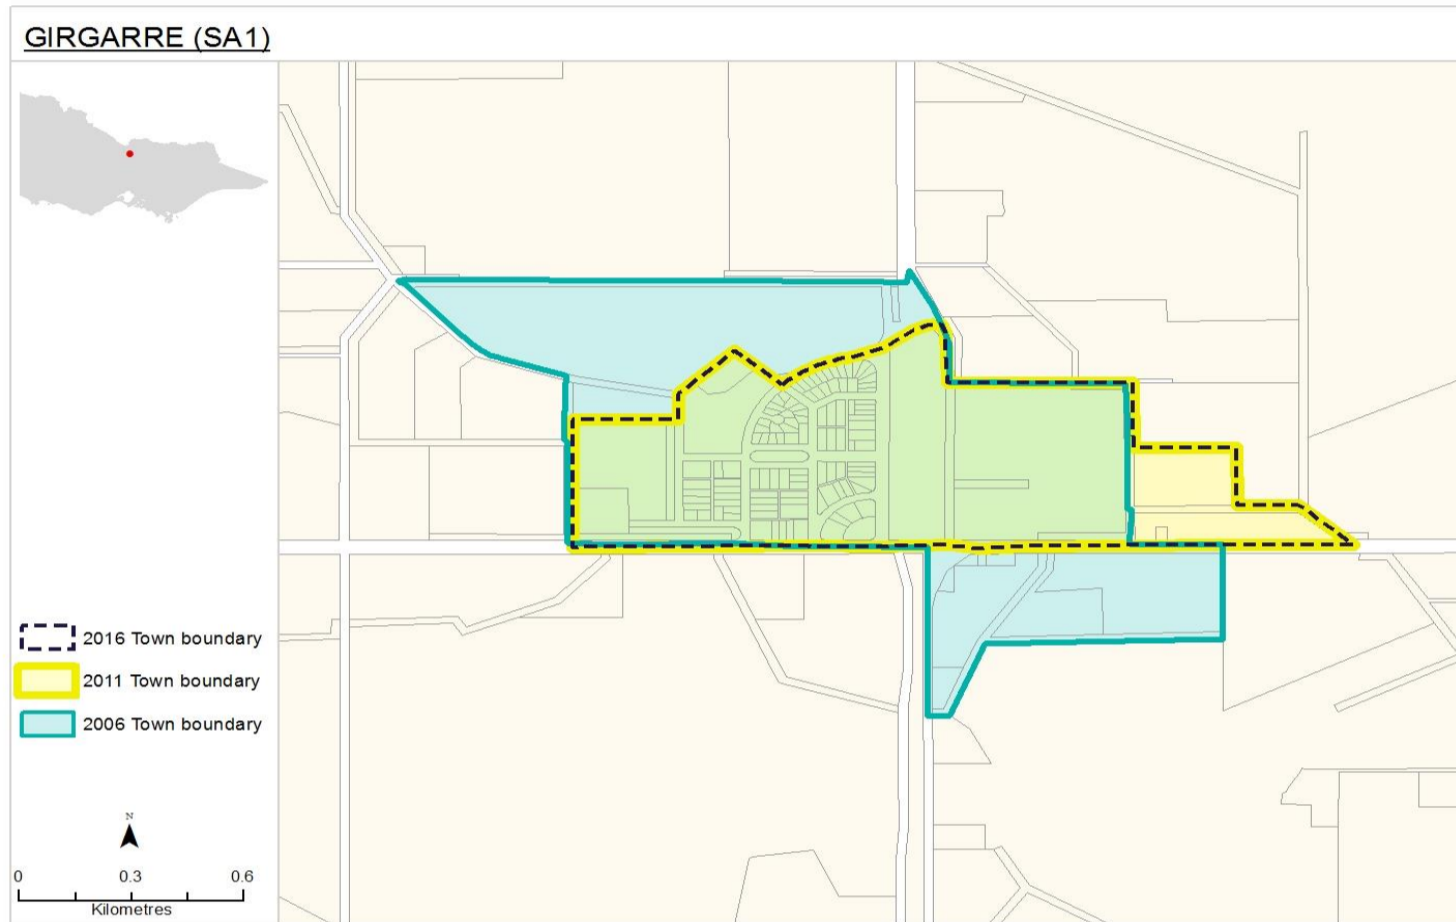 GIRGARRE (SA1)
2016 Town boundary
2011 Town boundary
2006 Town boundary
N
0 0.3 0.6
Kilometres